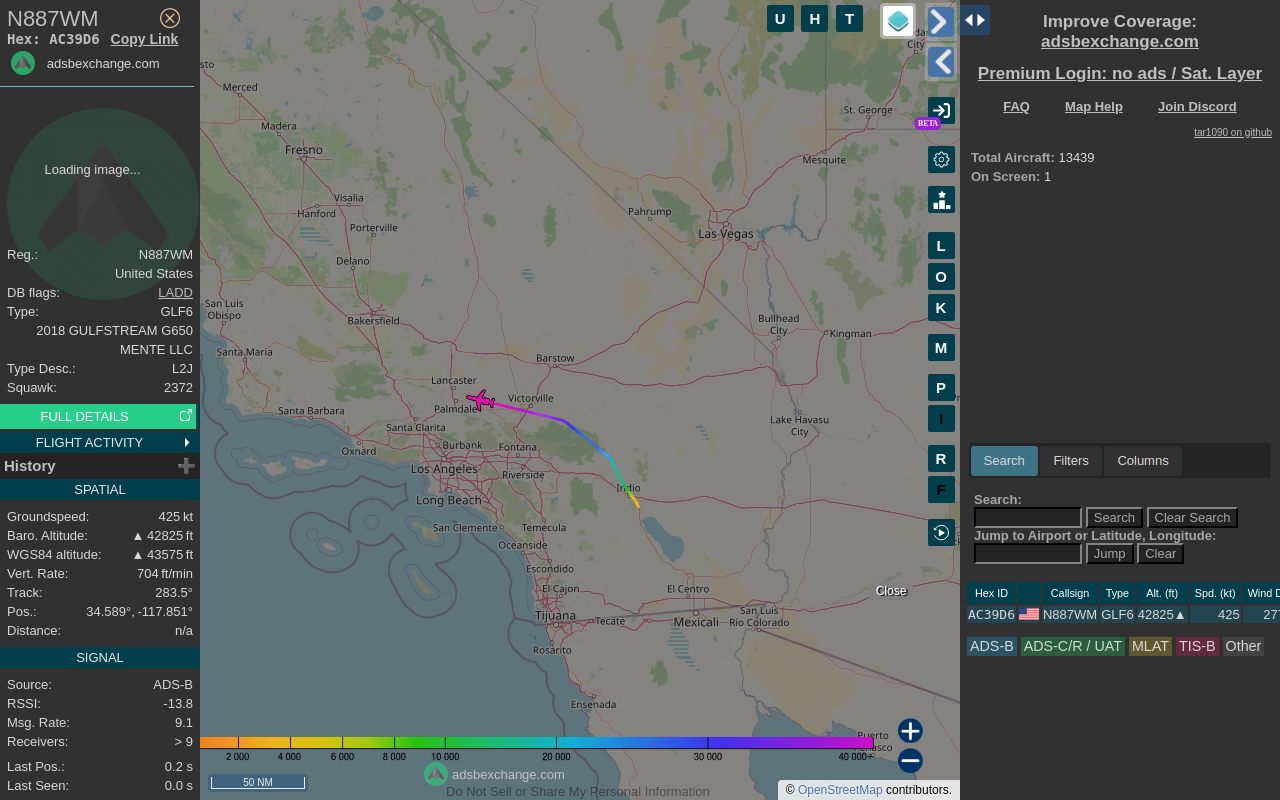 N887WM
Hex: AC39D6 Copy Link
adsbexchange.com
Loading image...
Reg.: N887WM
United States
DB flags: LADD
Type: GLF6
2018 GULFSTREAM G650
MENTE LLC
Type Desc.: L2J
Squawk: 2372
FULL DETAILS
FLIGHT ACTIVITY
History
SPATIAL
Groundspeed: 425 kt
Baro. Altitude: ▲ 42825 ft
WGS84 altitude: ▲ 43575 ft
Vert. Rate: 704 ft/min
Track: 283.5°
Pos.: 34.589°, -117.851°
Distance: n/a
SIGNAL
Source: ADS-B
RSSI: -13.8
Msg. Rate: 9.1
Receivers: > 9
Last Pos.: 0.2 s
Last Seen: 0.0 s
U H T
BETA
L
O
K
M
P
I
R
F
Merced
Madera
Fresno
Visalia
Hanford
Porterville
Delano
San Luis
Obispo
Bakersfield
Santa Maria
Santa Barbara
Lancaster
Palmdale
Santa Clarita
Oxnard
Burbank
Los Angeles
Long Beach
Barstow
Victorville
Fontana
Riverside
Indio
San Clemente
Temecula
Oceanside
Escondido
El Cajon
Tijuana
Tecate
Rosarito
Ensenada
El Centro
Mexicali
San Luis
Río Colorado
Pahrump
Las Vegas
Mesquite
St. George
City
Bullhead
City
Kingman
Lake Havasu
City
Puerto
Close
2 000 4 000 6 000 8 000 10 000 20 000 30 000 40 000+
50 NM
adsbexchange.com
Do Not Sell or Share My Personal Information
© OpenStreetMap contributors.
Improve Coverage:
adsbexchange.com
Premium Login: no ads / Sat. Layer
FAQ Map Help Join Discord
tar1090 on github
Total Aircraft: 13439
On Screen: 1
Search Filters Columns
Search:
Search Clear Search
Jump to Airport or Latitude, Longitude:
Jump Clear
Hex ID Callsign Type Alt. (ft) Spd. (kt) Wind D
AC39D6 N887WM GLF6 42825▲ 425 277
ADS-B ADS-C/R / UAT MLAT TIS-B Other